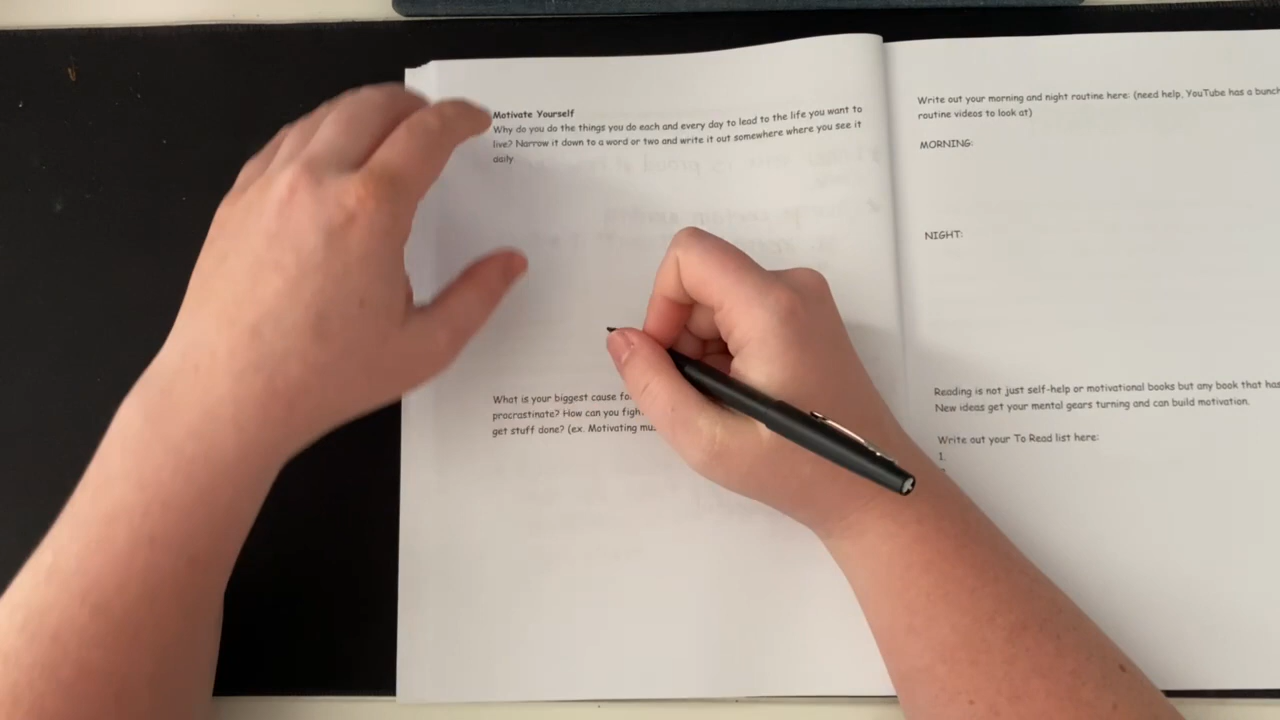 Motivate Yourself
Why do you do the things you do each and every day to lead to the life you want to
live? Narrow it down to a word or two and write it out somewhere where you see it
daily
What is your biggest cause
procrastinate? How can you
get stuff done? (ex. Motivating
Write out your morning and night routine here: (need help, YouTube has a bunch
routine videos to look at)
MORNING:
NIGHT:
Reading is not just self-help or motivational books but any book that has
New ideas get your mental gears turning and can build motivation.
Write out your To Read list here:
1.